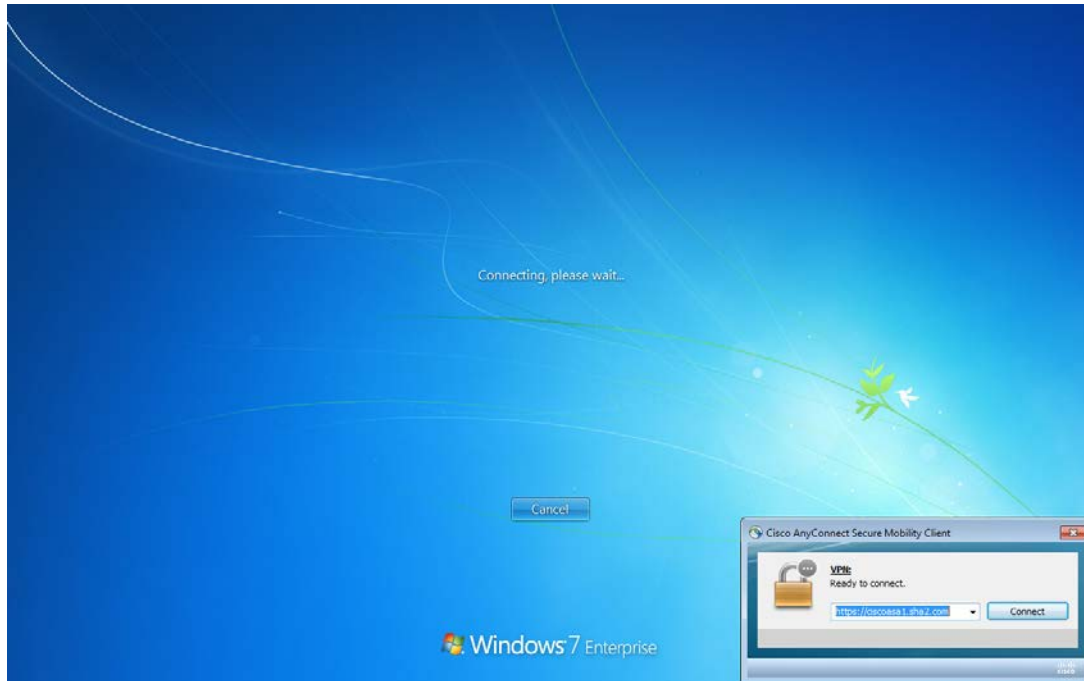 Connecting, please wait...
Cancel
Cisco AnyConnect Secure Mobility Client
VPN:
Ready to connect.
https://ciscoasa1.sha2.com
Connect
Windows 7 Enterprise
cisco